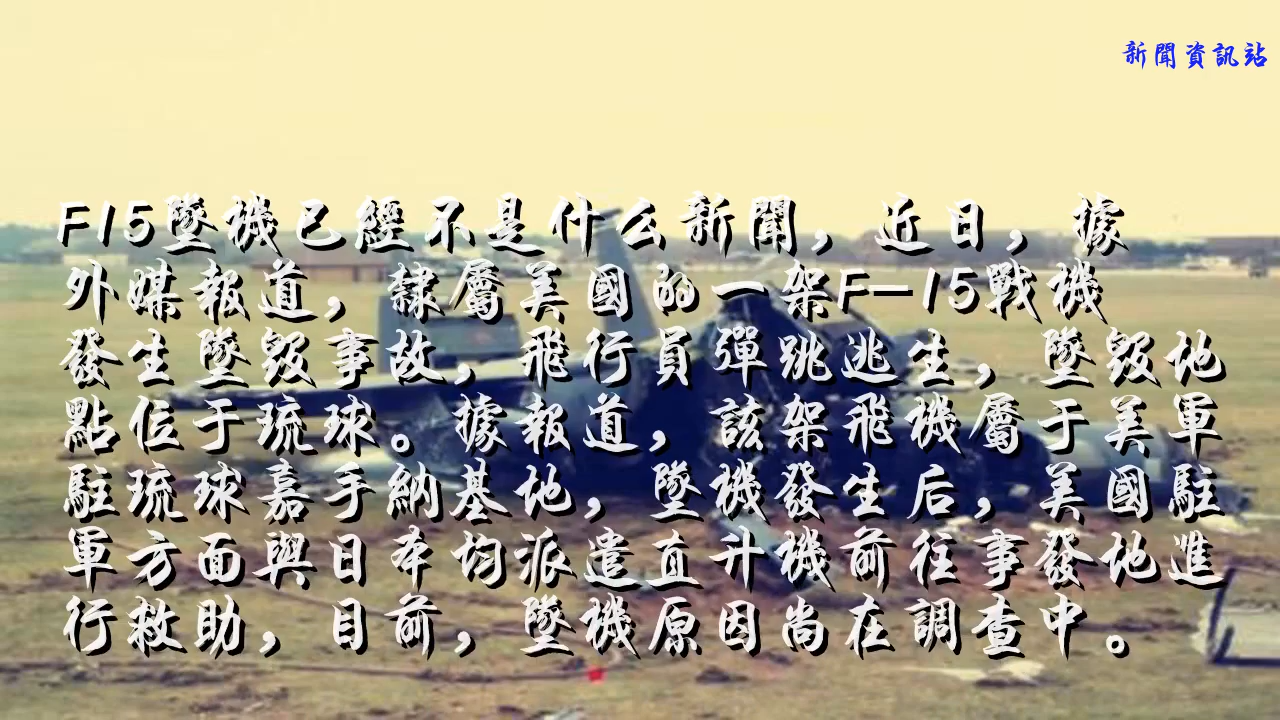 新聞資訊站
F15墜機已經不是什么新聞，近日，據
外媒報道，隸屬美國的一架F-15戰機
發生墜毀事故，飛行員彈跳逃生，墜毀地
點位于琉球。據報道，該架飛機屬于美軍
駐琉球嘉手納基地，墜機發生后，美國駐
軍方面與日本均派遣直升機前往事發地進
行救助，目前，墜機原因尚在調查中。